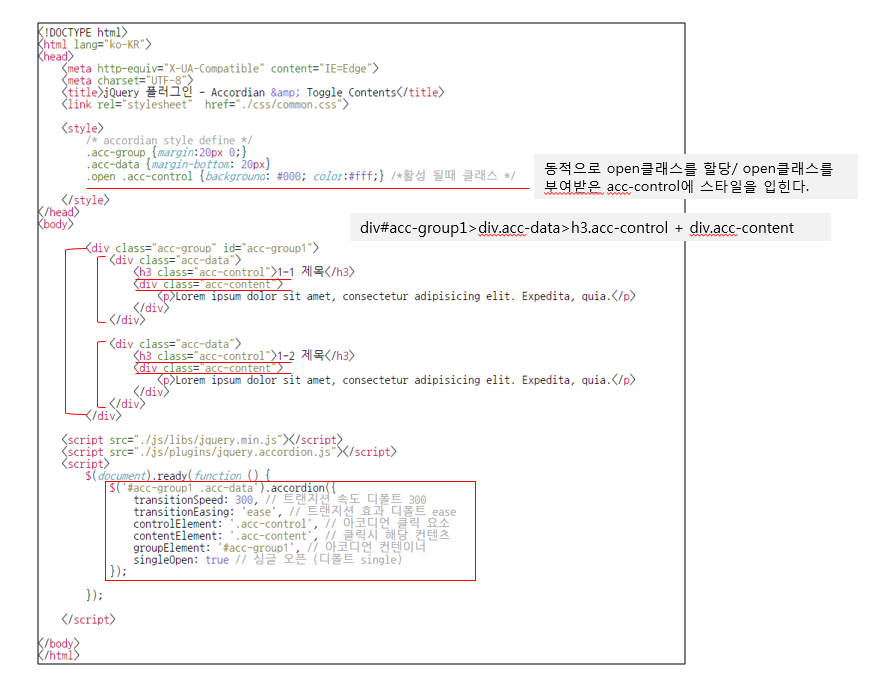 <!DOCTYPE html>
<html lang="ko-KR">
<head>
<meta http-equiv="X-UA-Compatible" content="IE=Edge">
<meta charset="UTF-8">
<title>jQuery 플러그인 - Accordian &amp; Toggle Contents</title>
<link rel="stylesheet"  href="./css/common.css">
<style>
/* accordian style define */
.acc-group {margin:20px 0;}
.acc-data {margin-bottom: 20px}
.open .acc-control {background: #000; color:#fff;} /*활성 될때 클래스 */
동적으로 open클래스를 할당/ open클래스를
부여받은 acc-control에 스타일을 입힌다.
</style>
</head>
<body>
div#acc-group1>div.acc-data>h3.acc-control + div.acc-content
<div class="acc-group" id="acc-group1">
<div class="acc-data">
<h3 class="acc-control">1-1 제목</h3>
<div class="acc-content">
<p>Lorem ipsum dolor sit amet, consectetur adipisicing elit. Expedita, quia.</p>
</div>
</div>
<div class="acc-data">
<h3 class="acc-control">1-2 제목</h3>
<div class="acc-content">
<p>Lorem ipsum dolor sit amet, consectetur adipisicing elit. Expedita, quia.</p>
</div>
</div>
</div>
<script src="./js/libs/jquery.min.js"></script>
<script src="./js/plugins/jquery.accordion.js"></script>
<script>
$(document).ready(function () {
$('#acc-group1 .acc-data').accordion({
transitionSpeed: 300, // 트랜지션 속도 디폴트 300
transitionEasing: 'ease', // 트랜지션 효과 디폴트 ease
controlElement: '.acc-control', // 아코디언 클릭 요소
contentElement: '.acc-content', // 클릭시 해당 컨텐츠
groupElement: '#acc-group1', // 아코디언 컨텐이너
singleOpen: true // 싱글 오픈 (디폴트 single)
});
});
</script>
</body>
</html>